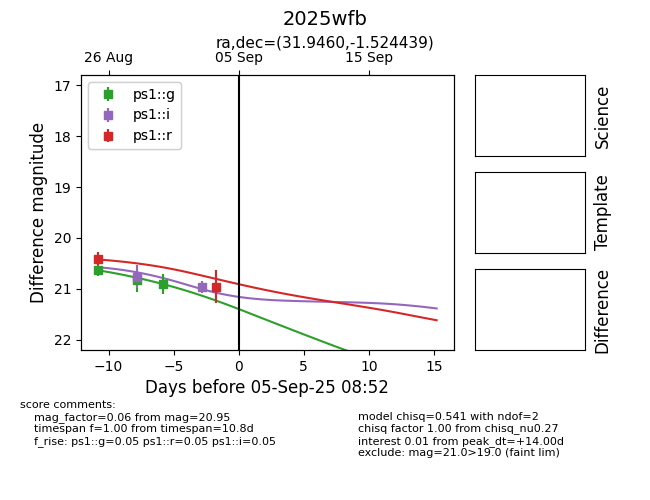 2025wfb
ra,dec=(31.9460,-1.524439)
26 Aug
05 Sep
15 Sep
ps1::g
ps1::i
ps1::r
17
18
19
20
21
22
Difference magnitude
−10
−5
0
5
10
15
Days before 05-Sep-25 08:52
Science
Template
Difference
score comments:
mag_factor=0.06 from mag=20.95
timespan f=1.00 from timespan=10.8d
f_rise: ps1::g=0.05 ps1::r=0.05 ps1::i=0.05
model chisq=0.541 with ndof=2
chisq factor 1.00 from chisq_nu0.27
interest 0.01 from peak_dt=+14.00d
exclude: mag=21.0>19.0 (faint lim)